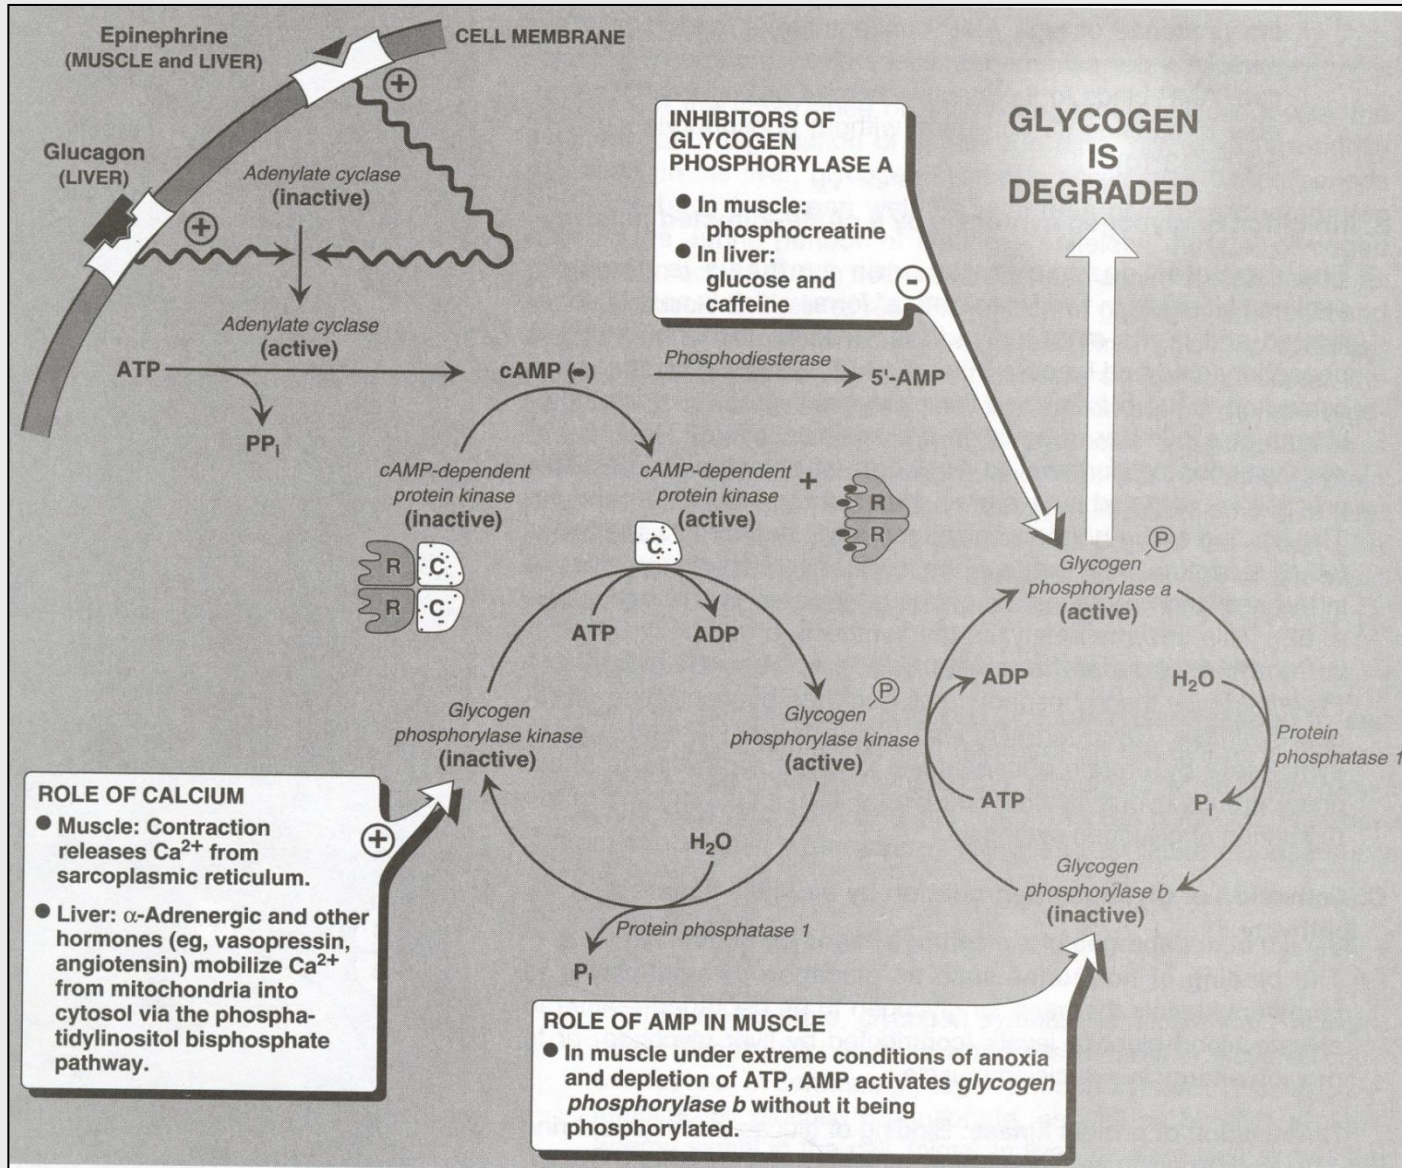 Epinephrine
(MUSCLE and LIVER)
CELL MEMBRANE
+
Glucagon
(LIVER)
+
Adenylate cyclase
(inactive)
Adenylate cyclase
(active)
ATP
PPi
cAMP (●)
Phosphodiesterase
5'-AMP
INHIBITORS OF
GLYCOGEN
PHOSPHORYLASE A
● In muscle:
phosphocreatine
● In liver:
glucose and
caffeine
-
GLYCOGEN
IS
DEGRADED
cAMP-dependent
protein kinase
(inactive)
R C
R C
cAMP-dependent
protein kinase
(active)
+
C
R
R
ATP
ADP
Glycogen
phosphorylase kinase
(inactive)
P
Glycogen
phosphorylase kinase
(active)
H2O
Protein phosphatase 1
Pi
P
Glycogen
phosphorylase a
(active)
ADP
ATP
H2O
Protein
phosphatase 1
Pi
Glycogen
phosphorylase b
(inactive)
ROLE OF CALCIUM
● Muscle: Contraction
releases Ca2+ from
sarcoplasmic reticulum.
● Liver: α-Adrenergic and other
hormones (eg, vasopressin,
angiotensin) mobilize Ca2+
from mitochondria into
cytosol via the phospha-
tidylinositol bisphosphate
pathway.
+
ROLE OF AMP IN MUSCLE
● In muscle under extreme conditions of anoxia
and depletion of ATP, AMP activates glycogen
phosphorylase b without it being
phosphorylated.